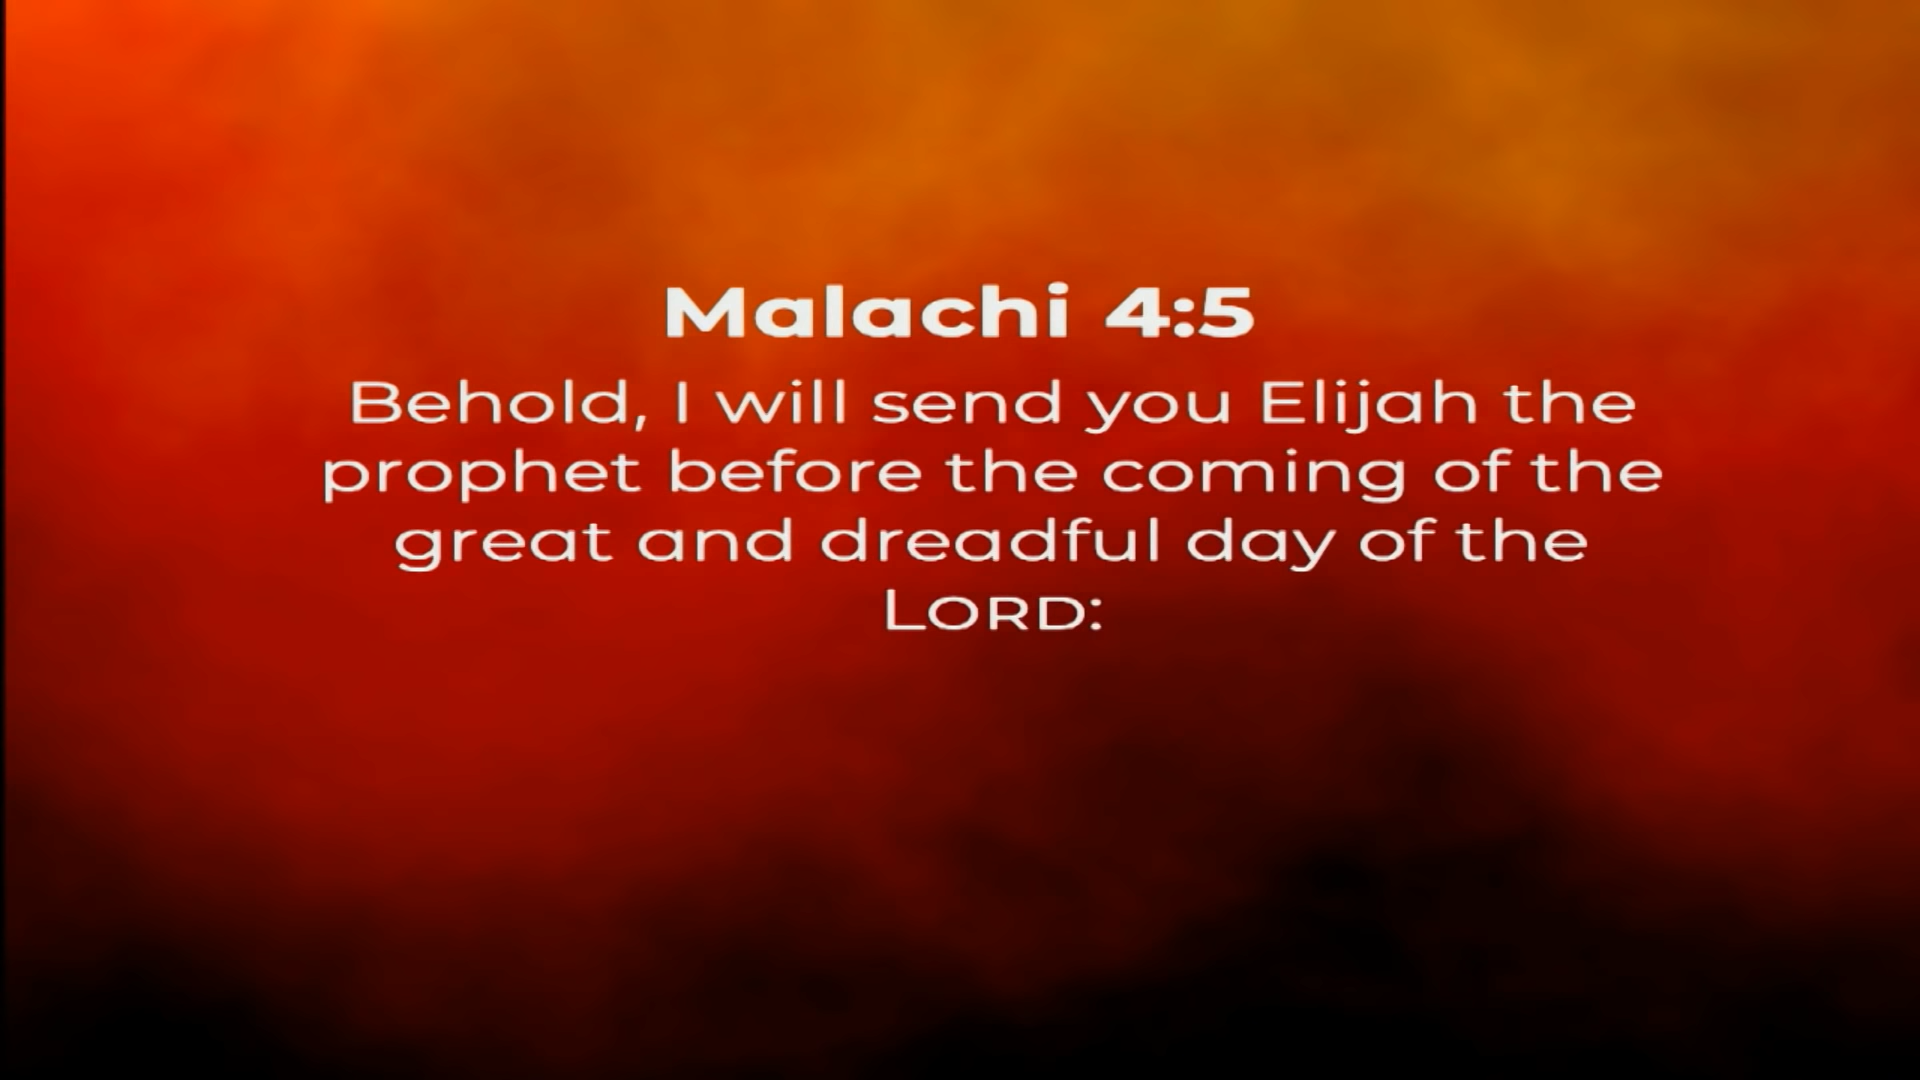 Malachi 4:5
Behold, I will send you Elijah the
prophet before the coming of the
great and dreadful day of the
LORD: